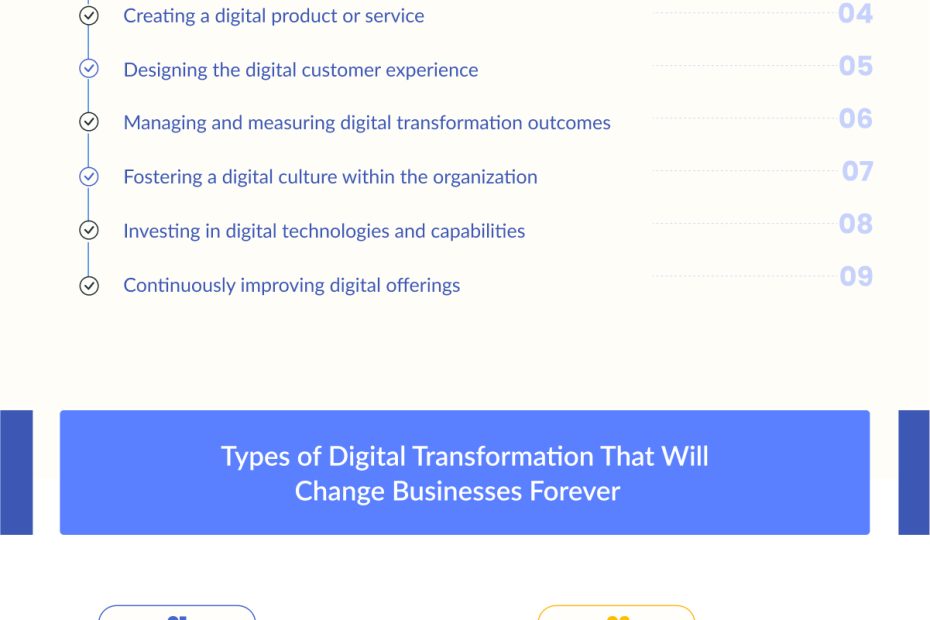 Creating a digital product or service 04
Designing the digital customer experience 05
Managing and measuring digital transformation outcomes 06
Fostering a digital culture within the organization 07
Investing in digital technologies and capabilities 08
Continuously improving digital offerings 09
Types of Digital Transformation That Will
Change Businesses Forever